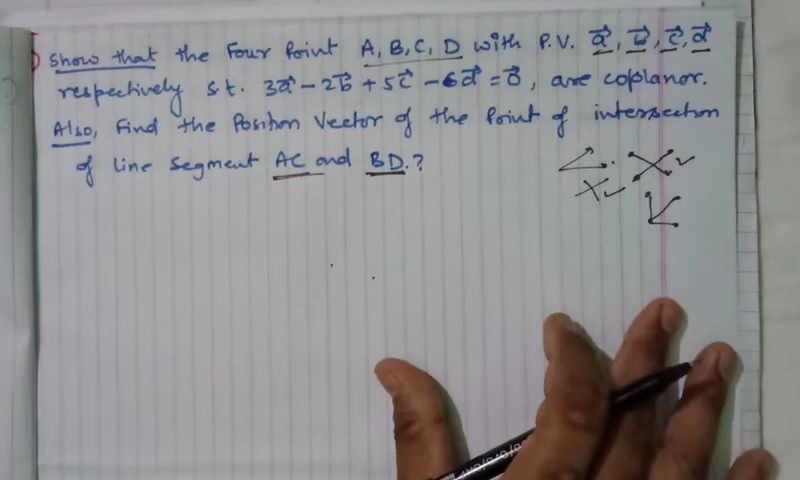 Show that the Four Point A, B, C, D with P.V. a⃗, b⃗, c⃗, d⃗
respectively s.t. 3a⃗ - 2b⃗ + 5c⃗ - 6d⃗ = 0⃗, are coplanar.
Also, Find the Position Vector of the Point of intersection
of line segment AC and BD.?